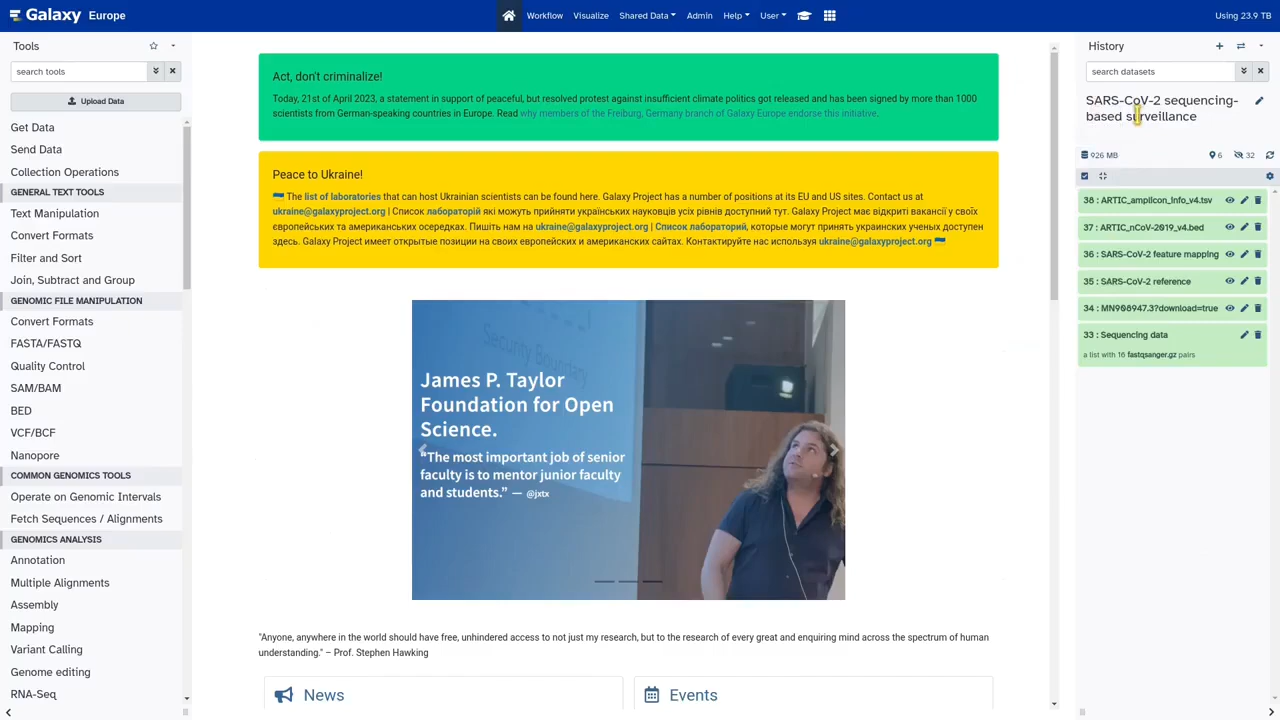 Galaxy Europe
Workflow Visualize Shared Data Admin Help User
Using 23.9 TB
Tools
search tools
Upload Data
Get Data
Send Data
Collection Operations
GENERAL TEXT TOOLS
Text Manipulation
Convert Formats
Filter and Sort
Join, Subtract and Group
GENOMIC FILE MANIPULATION
Convert Formats
FASTA/FASTQ
Quality Control
SAM/BAM
BED
VCF/BCF
Nanopore
COMMON GENOMICS TOOLS
Operate on Genomic Intervals
Fetch Sequences / Alignments
GENOMICS ANALYSIS
Annotation
Multiple Alignments
Assembly
Mapping
Variant Calling
Genome editing
RNA-Seq
Act, don't criminalize!
Today, 21st of April 2023, a statement in support of peaceful, but resolved protest against insufficient climate politics got released and has been signed by more than 1000
scientists from German-speaking countries in Europe. Read why members of the Freiburg, Germany branch of Galaxy Europe endorse this initiative.
Peace to Ukraine!
The list of laboratories that can host Ukrainian scientists can be found here. Galaxy Project has a number of positions at its EU and US sites. Contact us at
ukraine@galaxyproject.org | Список лабораторій які можуть прийняти українських науковців усіх рівнів доступний тут. Галаxy Project має відкриті вакансії у своїх
європейських та американських осередках. Пишіть нам на ukraine@galaxyproject.org | Список лабораторий, которые могут принять украинских ученых доступен
здесь. Galaxy Project имеет открытые позиции на своих европейских и американских сайтах. Контактируйте нас используя ukraine@galaxyproject.org
Security Boundary
James P. Taylor
Foundation for Open
Science.
"The most important job of senior
faculty is to mentor junior faculty
and students." — @jxtx
"Anyone, anywhere in the world should have free, unhindered access to not just my research, but to the research of every great and enquiring mind across the spectrum of human
understanding." – Prof. Stephen Hawking
News
Events
History
search datasets
SARS-CoV-2 sequencing-
based surveillance
926 MB
6
32
38 : ARTIC_amplicon_info_v4.tsv
37 : ARTIC_nCoV-2019_v4.bed
36 : SARS-CoV-2 feature mapping
35 : SARS-CoV-2 reference
34 : MN908947.3?download=true
33 : Sequencing data
a list with 16 fastqsanger.gz pairs